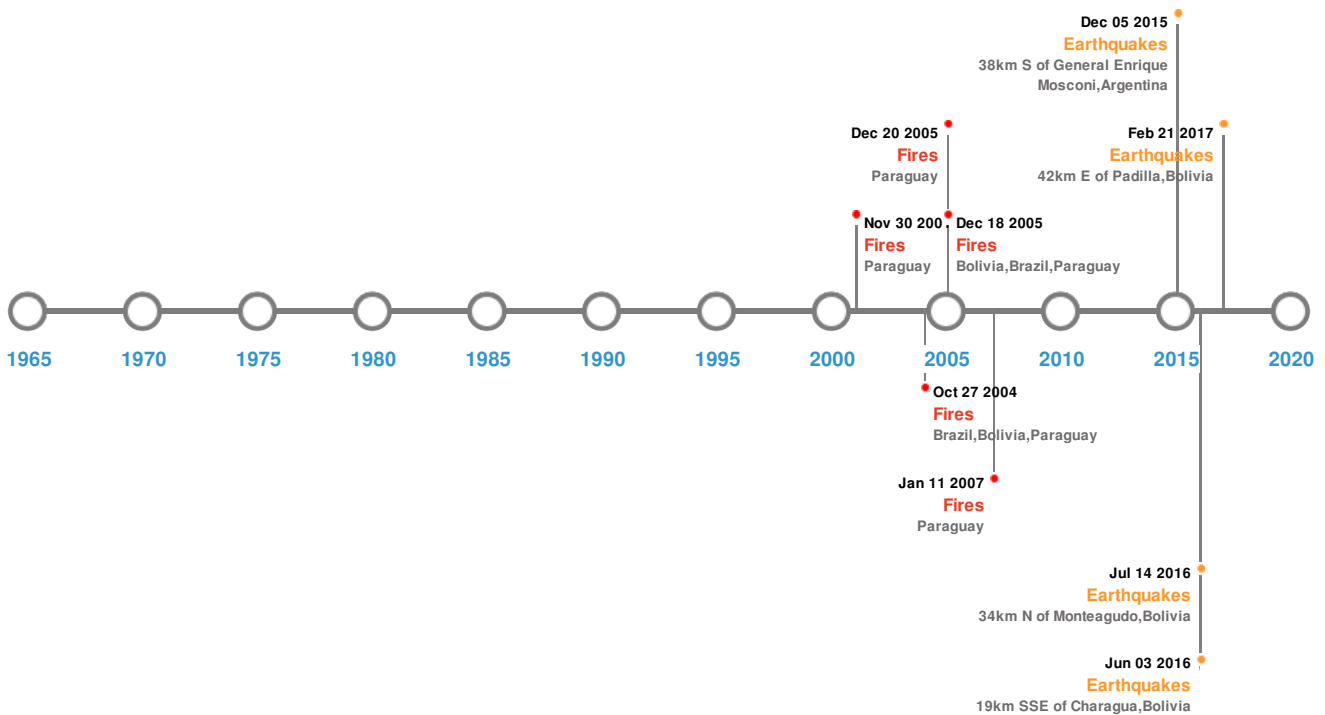 Dec 05 2015
Earthquakes
38km S of General Enrique
Mosconi,Argentina
Dec 20 2005
Fires
Paraguay
Feb 21 2017
Earthquakes
42km E of Padilla,Bolivia
Nov 30 200
Fires
Paraguay
Dec 18 2005
Fires
Bolivia,Brazil,Paraguay
1965 1970 1975 1980 1985 1990 1995 2000 2005 2010 2015 2020
Oct 27 2004
Fires
Brazil,Bolivia,Paraguay
Jan 11 2007
Fires
Paraguay
Jul 14 2016
Earthquakes
34km N of Monteagudo,Bolivia
Jun 03 2016
Earthquakes
19km SSE of Charagua,Bolivia